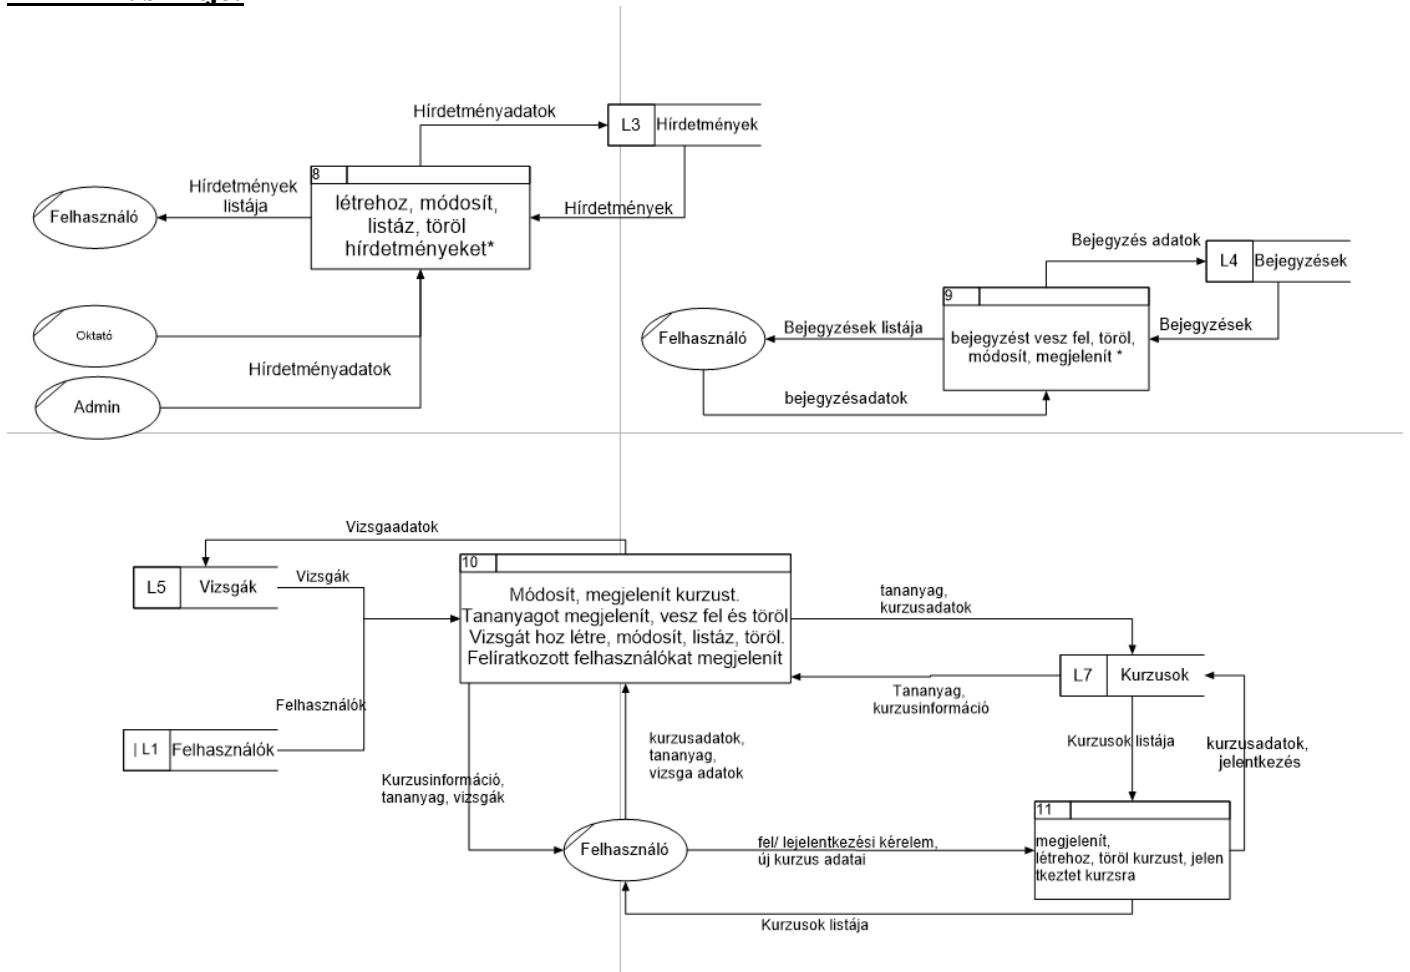 Hírdetményadatok
L3
Hírdetmények
8
Hírdetmények
listája
létrehoz, módosít,
listáz, töröl
hírdetményeket*
Felhasználó
Hírdetmények
Oktató
Hírdetményadatok
Admin
Bejegyzés adatok
L4
Bejegyzések
9
Felhasználó
Bejegyzések listája
bejegyzést vesz fel, töröl,
módosít, megjelenít *
Bejegyzések
bejegyzésadatok
Vizsgaadatok
L5
Vizsgák
Vizsgák
10
Módosít, megjelenít kurzust.
Tananyagot megjelenít, vesz fel és töröl
Vizsgát hoz létre, módosít, listáz, töröl.
Felíratkozott felhasználókat megjelenít
tananyag,
kurzusadatok
L7
Kurzusok
Tananyag,
kurzusinformáció
Felhasználók
| L1
Felhasználók
kurzusadatok,
tananyag,
vizsga adatok
Kurzusok listája
kurzusadatok,
jelentkezés
Kurzusinformáció,
tananyag, vizsgák
11
Felhasználó
fel/ lejelentkezési kérelem,
új kurzus adatai
megjelenít,
létrehoz, töröl kurzust, jelen
tkeztet kurzsra
Kurzusok listája